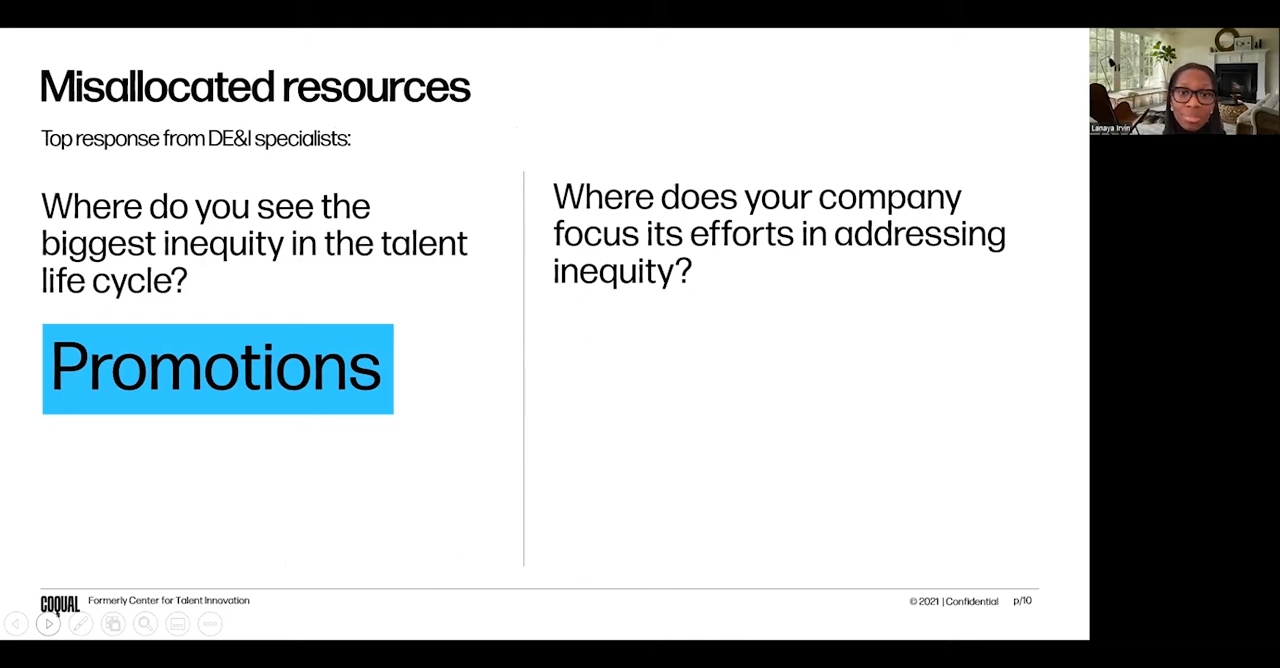 Misallocated resources
Top response from DE&I specialists:
Where do you see the
biggest inequity in the talent
life cycle?
Promotions
Where does your company
focus its efforts in addressing
inequity?
COQUAL
Formerly Center for Talent Innovation
© 2021 | Confidential
p/10
Lanaya Irvin